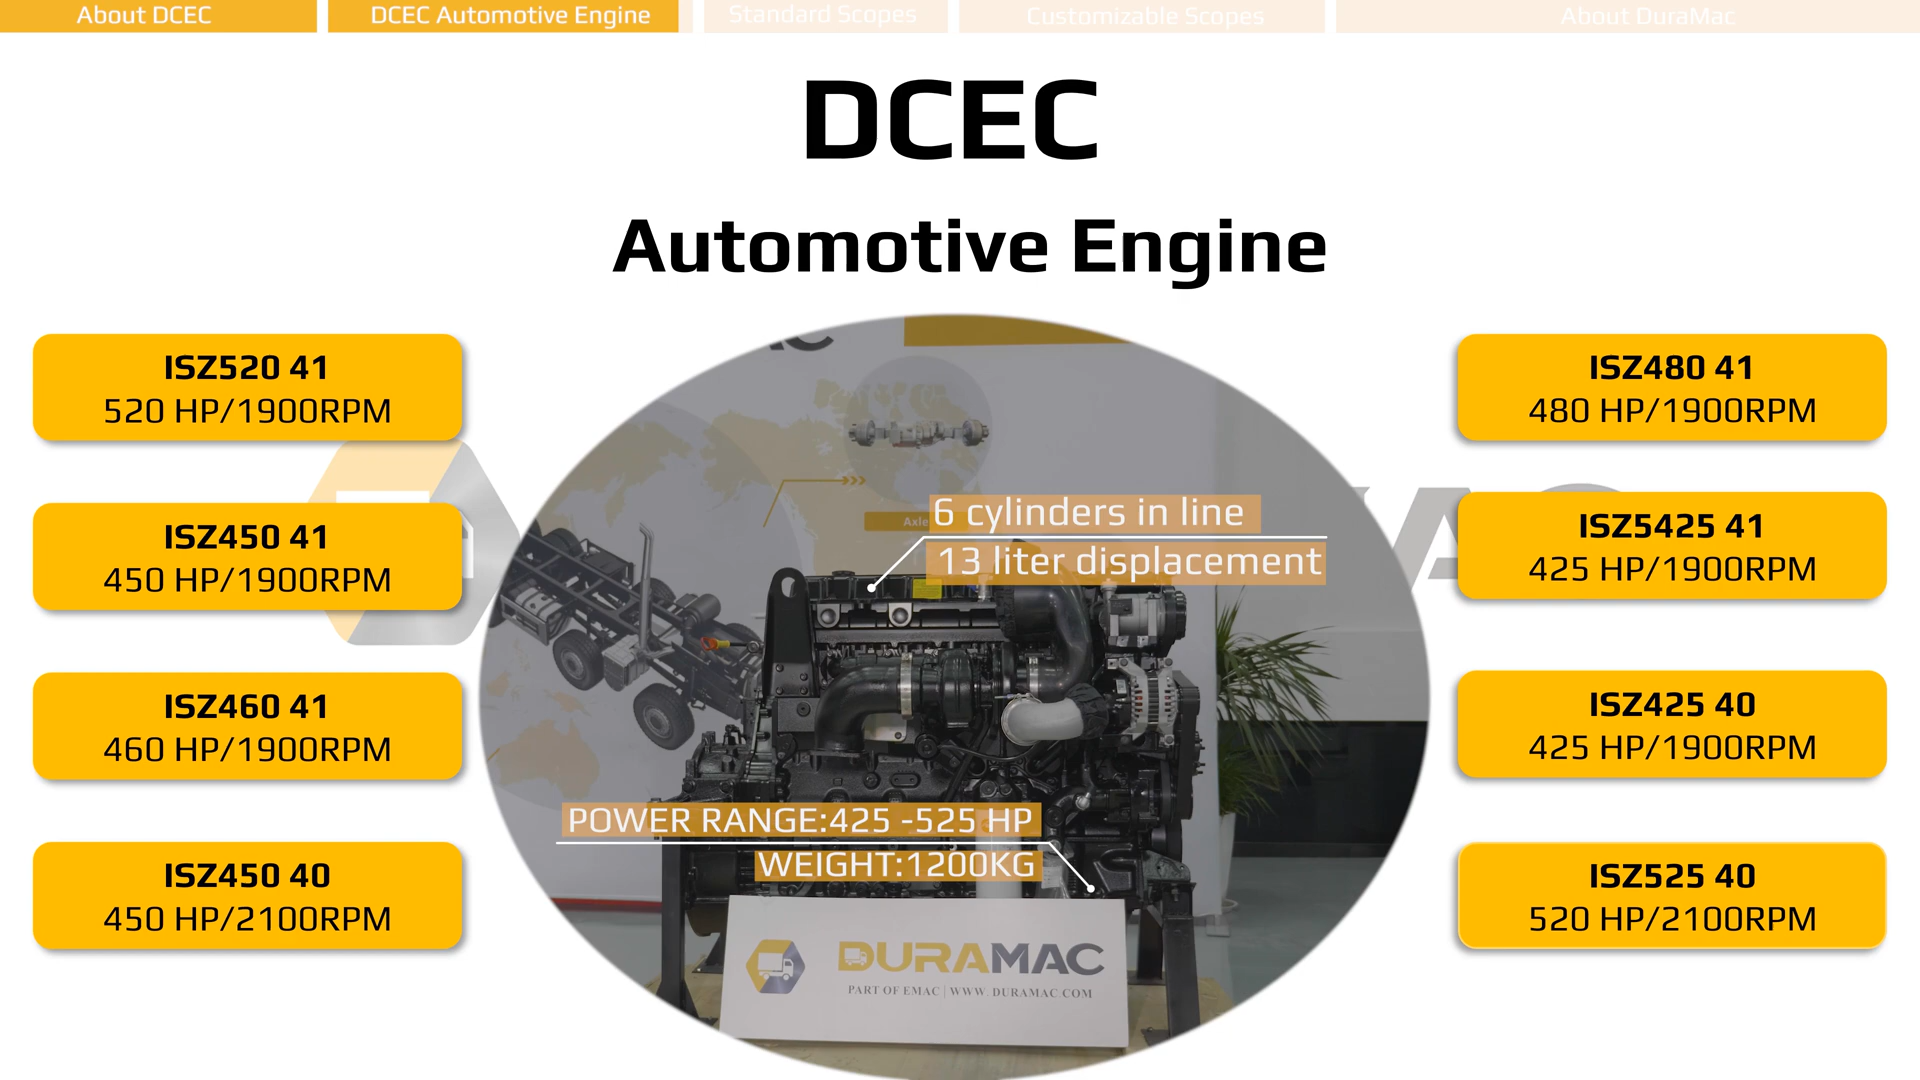 About DCEC
DCEC Automotive Engine
Standard Scopes
Customizable Scopes
About DuraMac
DCEC
Automotive Engine
ISZ520 41
520 HP/1900RPM
ISZ450 41
450 HP/1900RPM
ISZ460 41
460 HP/1900RPM
ISZ450 40
450 HP/2100RPM
Axle
6 cylinders in line
13 liter displacement
POWER RANGE:425 -525 HP
WEIGHT:1200KG
DURAMAC
PART OF EMAC | WWW.DURAMAC.COM
ISZ480 41
480 HP/1900RPM
ISZ5425 41
425 HP/1900RPM
ISZ425 40
425 HP/1900RPM
ISZ525 40
520 HP/2100RPM